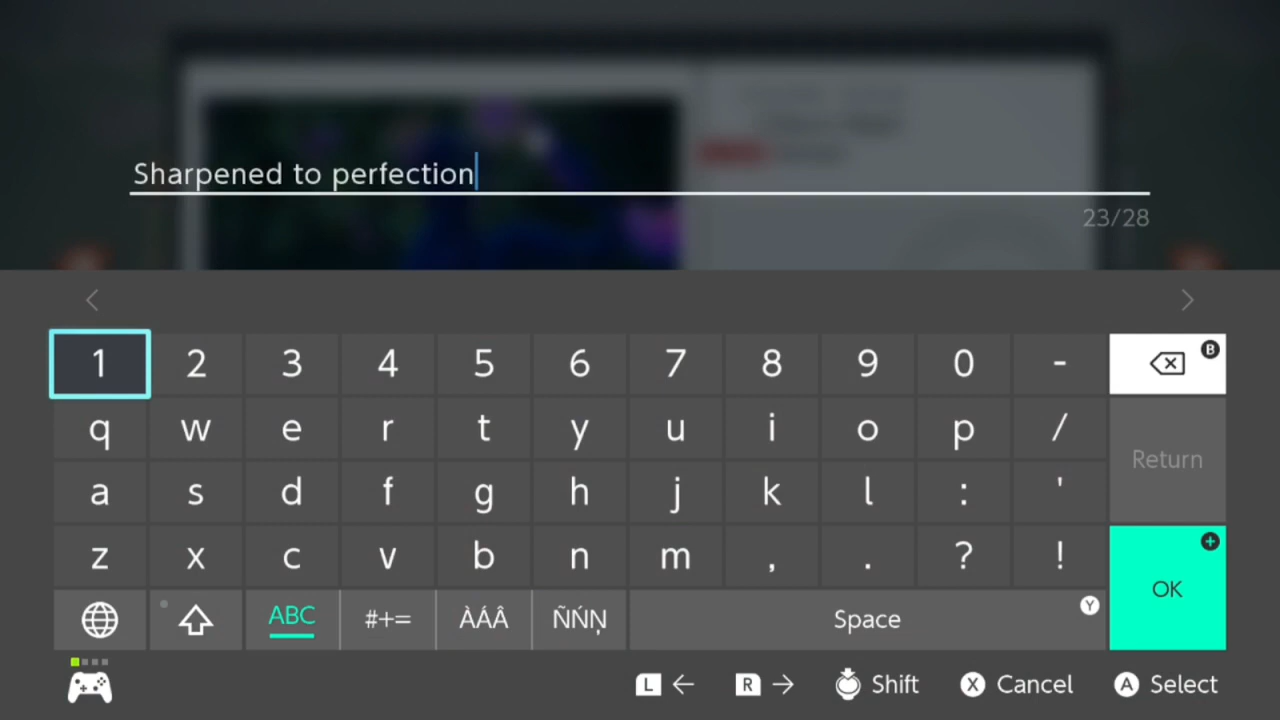 Sharpened to perfection
23/28
1 2 3 4 5 6 7 8 9 0 - B
q w e r t y u i o p / Return
a s d f g h j k l : '
z x c v b n m , . ? ! + OK
ABC #+= ÀÁÂ ÑŃŅ Space Y
L ← R → Shift X Cancel A Select